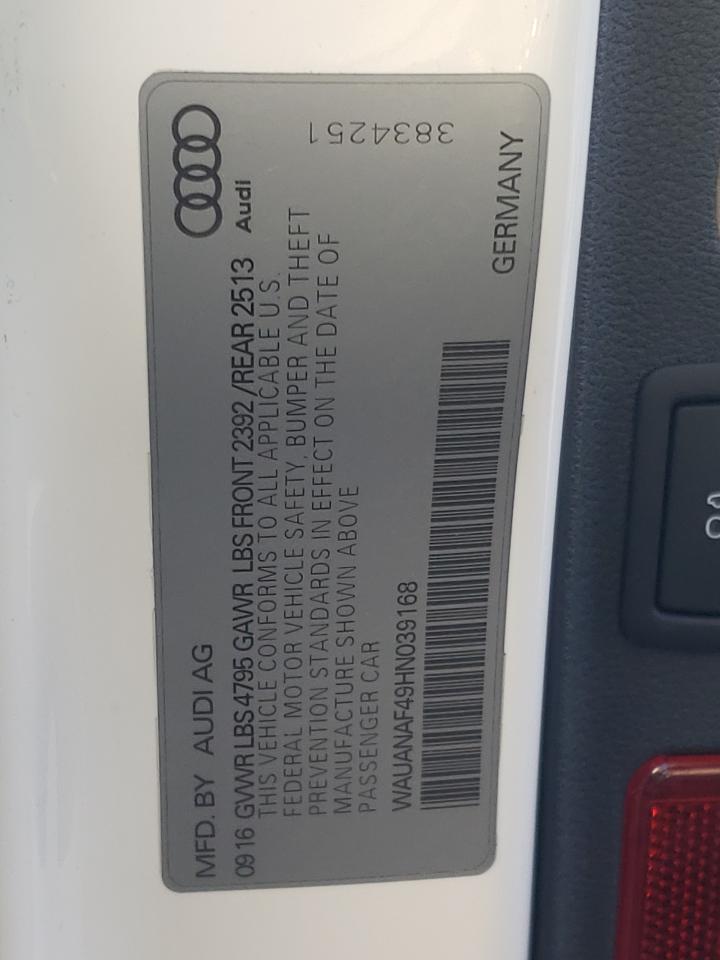 MFD. BY AUDI AG
09 16 GVWR LBS 4795 GAWR LBS FRONT 2392 /REAR 2513
Audi
THIS VEHICLE CONFORMS TO ALL APPLICABLE U.S.
FEDERAL MOTOR VEHICLE SAFETY, BUMPER AND THEFT
PREVENTION STANDARDS IN EFFECT ON THE DATE OF
MANUFACTURE SHOWN ABOVE
PASSENGER CAR
3834251
WAUANAF49HN039168
GERMANY